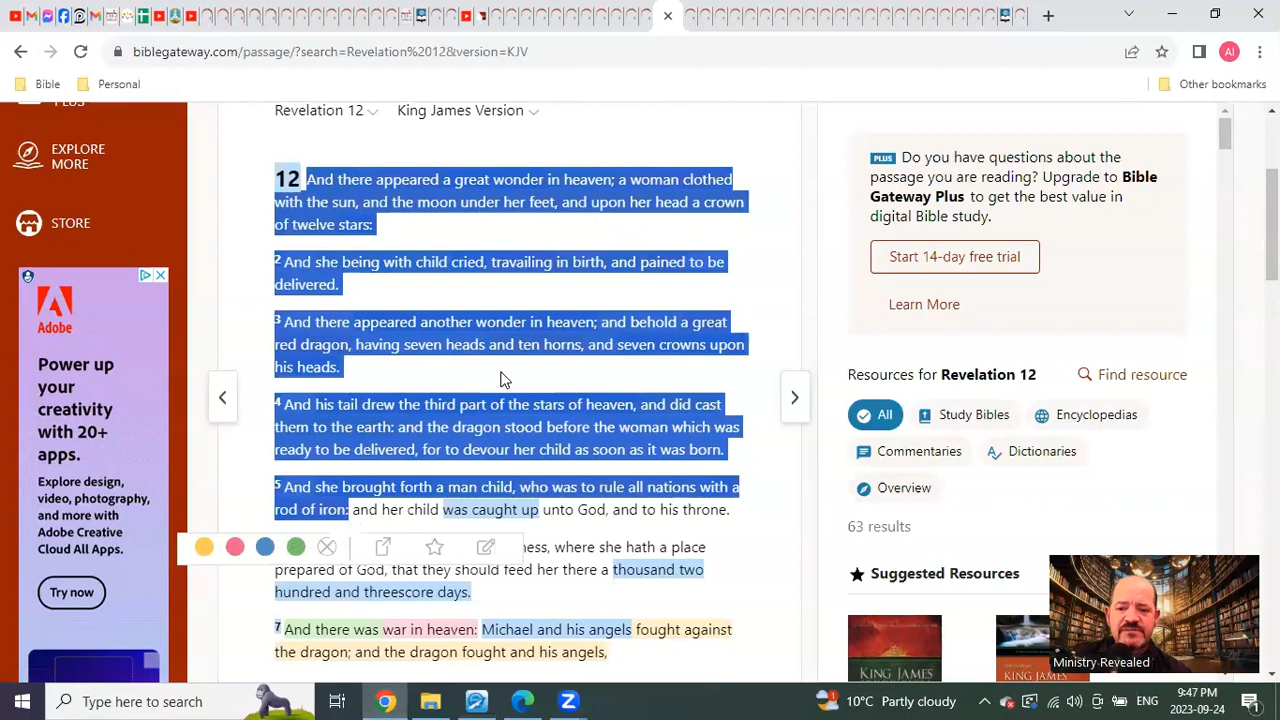 biblegateway.com/passage/?search=Revelation%2012&version=KJV
AI
Bible
Personal
Other bookmarks
PLUS
EXPLORE
MORE
STORE
Adobe
Power up
your
creativity
with 20+
apps.
Explore design,
video, photography,
and more with
Adobe Creative
Cloud All Apps.
Try now
Revelation 12
King James Version
12 And there appeared a great wonder in heaven; a woman clothed
with the sun, and the moon under her feet, and upon her head a crown
of twelve stars:
2 And she being with child cried, travailing in birth, and pained to be
delivered.
3 And there appeared another wonder in heaven; and behold a great
red dragon, having seven heads and ten horns, and seven crowns upon
his heads.
4 And his tail drew the third part of the stars of heaven, and did cast
them to the earth: and the dragon stood before the woman which was
ready to be delivered, for to devour her child as soon as it was born.
5 And she brought forth a man child, who was to rule all nations with a
rod of iron: and her child was caught up unto God, and to his throne.
ness, where she hath a place
prepared of God, that they should feed her there a thousand two
hundred and threescore days.
7 And there was war in heaven: Michael and his angels fought against
the dragon; and the dragon fought and his angels,
PLUS Do you have questions about the
passage you are reading? Upgrade to Bible
Gateway Plus to get the best value in
digital Bible study.
Start 14-day free trial
Learn More
Resources for Revelation 12
Find resource
All
Study Bibles
Encyclopedias
Commentaries
Dictionaries
Overview
63 results
Suggested Resources
KING JAMES
KING JAMES
Ministry Revealed
Type here to search
10°C Partly cloudy
ENG
9:47 PM
2023-09-24